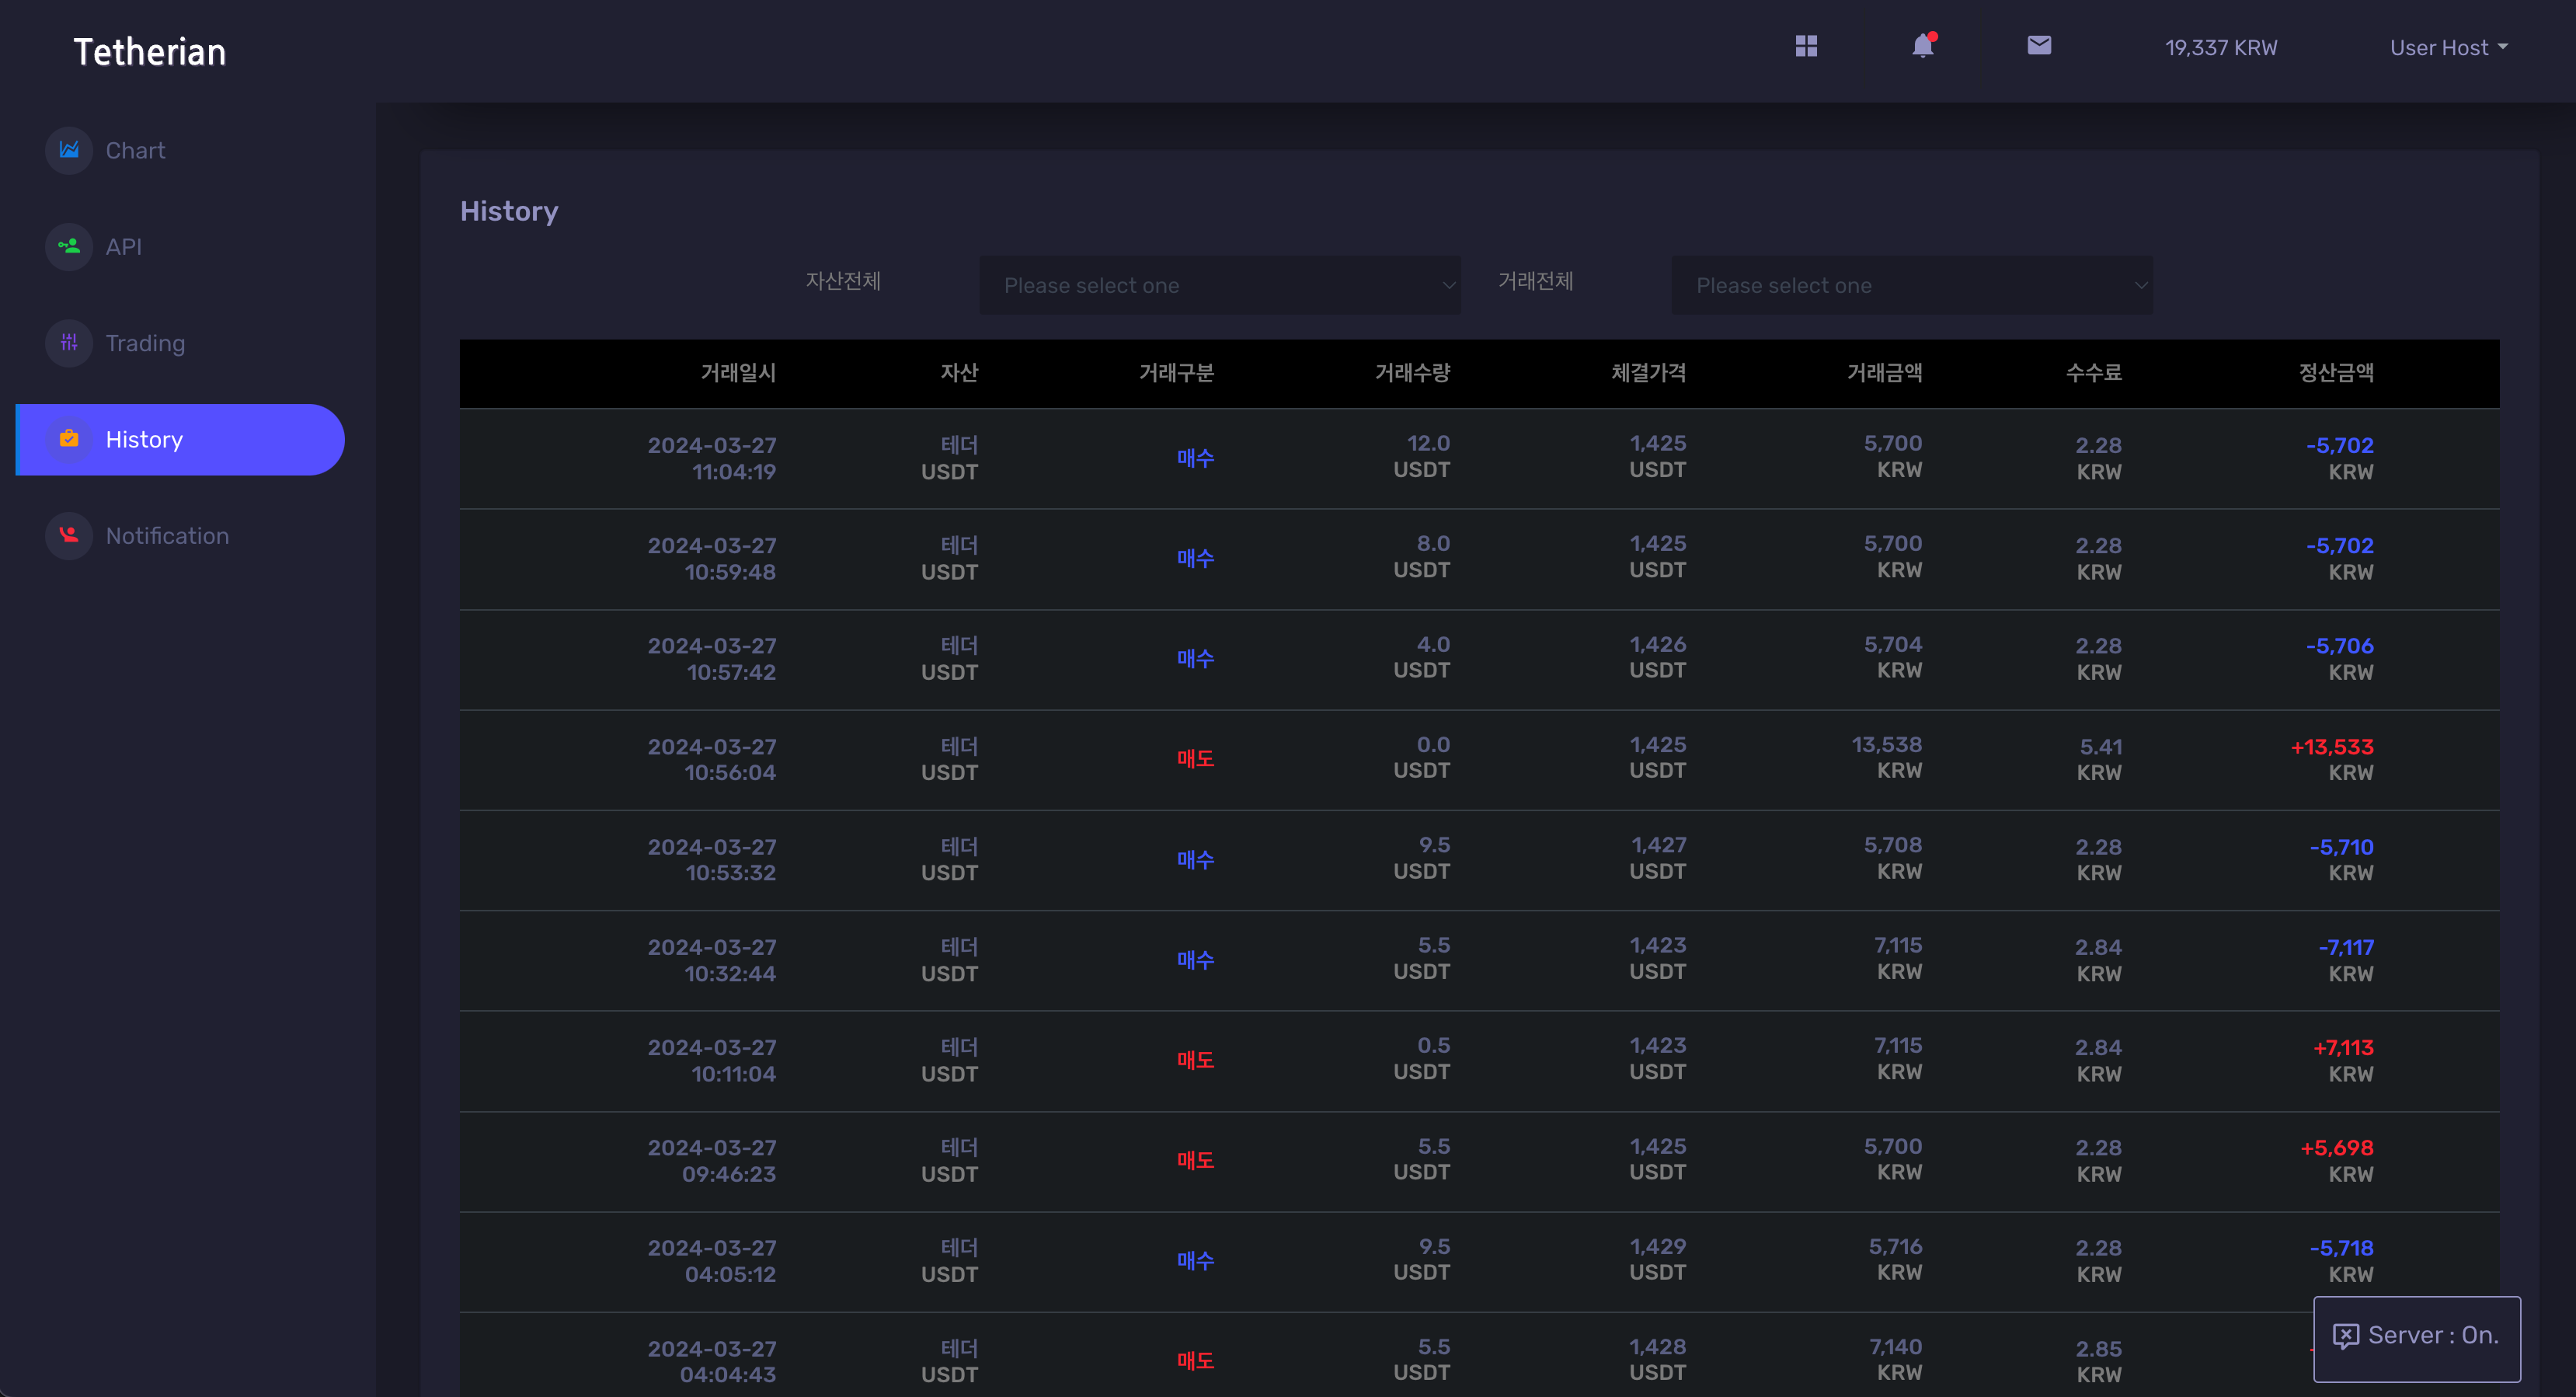 Tetherian
19,337 KRW
User Host
Chart
API
Trading
History
Notification
History
자산전체 Please select one 거래전체 Please select one
거래일시 자산 거래구분 거래수량 체결가격 거래금액 수수료 정산금액
2024-03-27 테더 매수 12.0 1,425 5,700 2.28 -5,702
11:04:19 USDT USDT USDT KRW KRW KRW
2024-03-27 테더 매수 8.0 1,425 5,700 2.28 -5,702
10:59:48 USDT USDT USDT KRW KRW KRW
2024-03-27 테더 매수 4.0 1,426 5,704 2.28 -5,706
10:57:42 USDT USDT USDT KRW KRW KRW
2024-03-27 테더 매도 0.0 1,425 13,538 5.41 +13,533
10:56:04 USDT USDT USDT KRW KRW KRW
2024-03-27 테더 매수 9.5 1,427 5,708 2.28 -5,710
10:53:32 USDT USDT USDT KRW KRW KRW
2024-03-27 테더 매수 5.5 1,423 7,115 2.84 -7,117
10:32:44 USDT USDT USDT KRW KRW KRW
2024-03-27 테더 매도 0.5 1,423 7,115 2.84 +7,113
10:11:04 USDT USDT USDT KRW KRW KRW
2024-03-27 테더 매도 5.5 1,425 5,700 2.28 +5,698
09:46:23 USDT USDT USDT KRW KRW KRW
2024-03-27 테더 매수 9.5 1,429 5,716 2.28 -5,718
04:05:12 USDT USDT USDT KRW KRW KRW
2024-03-27 테더 매도 5.5 1,428 7,140 2.85
04:04:43 USDT USDT USDT KRW KRW
Server : On.